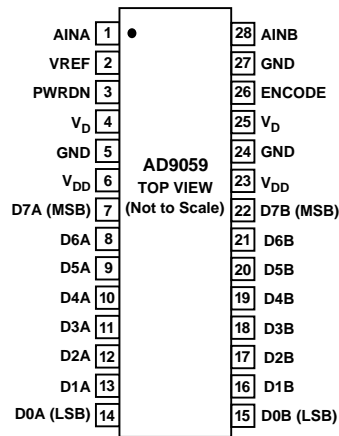 AINA 1 28 AINB
VREF 2 27 GND
PWRDN 3 26 ENCODE
VD 4 25 VD
GND 5 24 GND
VDD 6 23 VDD
AD9059
TOP VIEW
(Not to Scale)
D7A (MSB) 7 22 D7B (MSB)
D6A 8 21 D6B
D5A 9 20 D5B
D4A 10 19 D4B
D3A 11 18 D3B
D2A 12 17 D2B
D1A 13 16 D1B
D0A (LSB) 14 15 D0B (LSB)